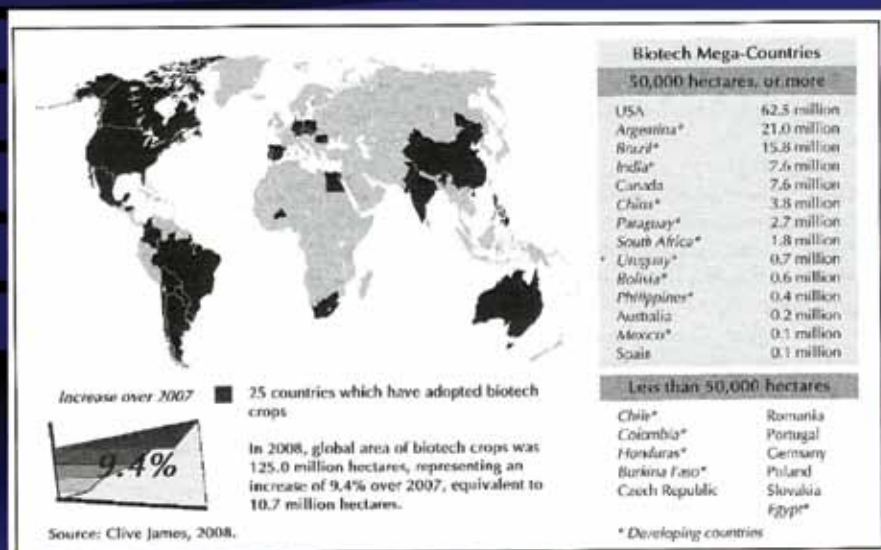 Biotech Mega-Countries
50,000 hectares, or more
USA 62.5 million
Argentina* 21.0 million
Brazil* 15.8 million
India* 7.6 million
Canada 7.6 million
China* 3.8 million
Paraguay* 2.7 million
South Africa* 1.8 million
Uruguay* 0.7 million
Bolivia* 0.6 million
Philippines* 0.4 million
Australia 0.2 million
Mexico* 0.1 million
Spain 0.1 million
Less than 50,000 hectares
Chile* Romania
Colombia* Portugal
Honduras* Germany
Burkina Faso* Poland
Czech Republic Slovakia
Egypt*
* Developing countries
Increase over 2007
9.4%
25 countries which have adopted biotech
crops
In 2008, global area of biotech crops was
125.0 million hectares, representing an
increase of 9.4% over 2007, equivalent to
10.7 million hectares.
Source: Clive James, 2008.